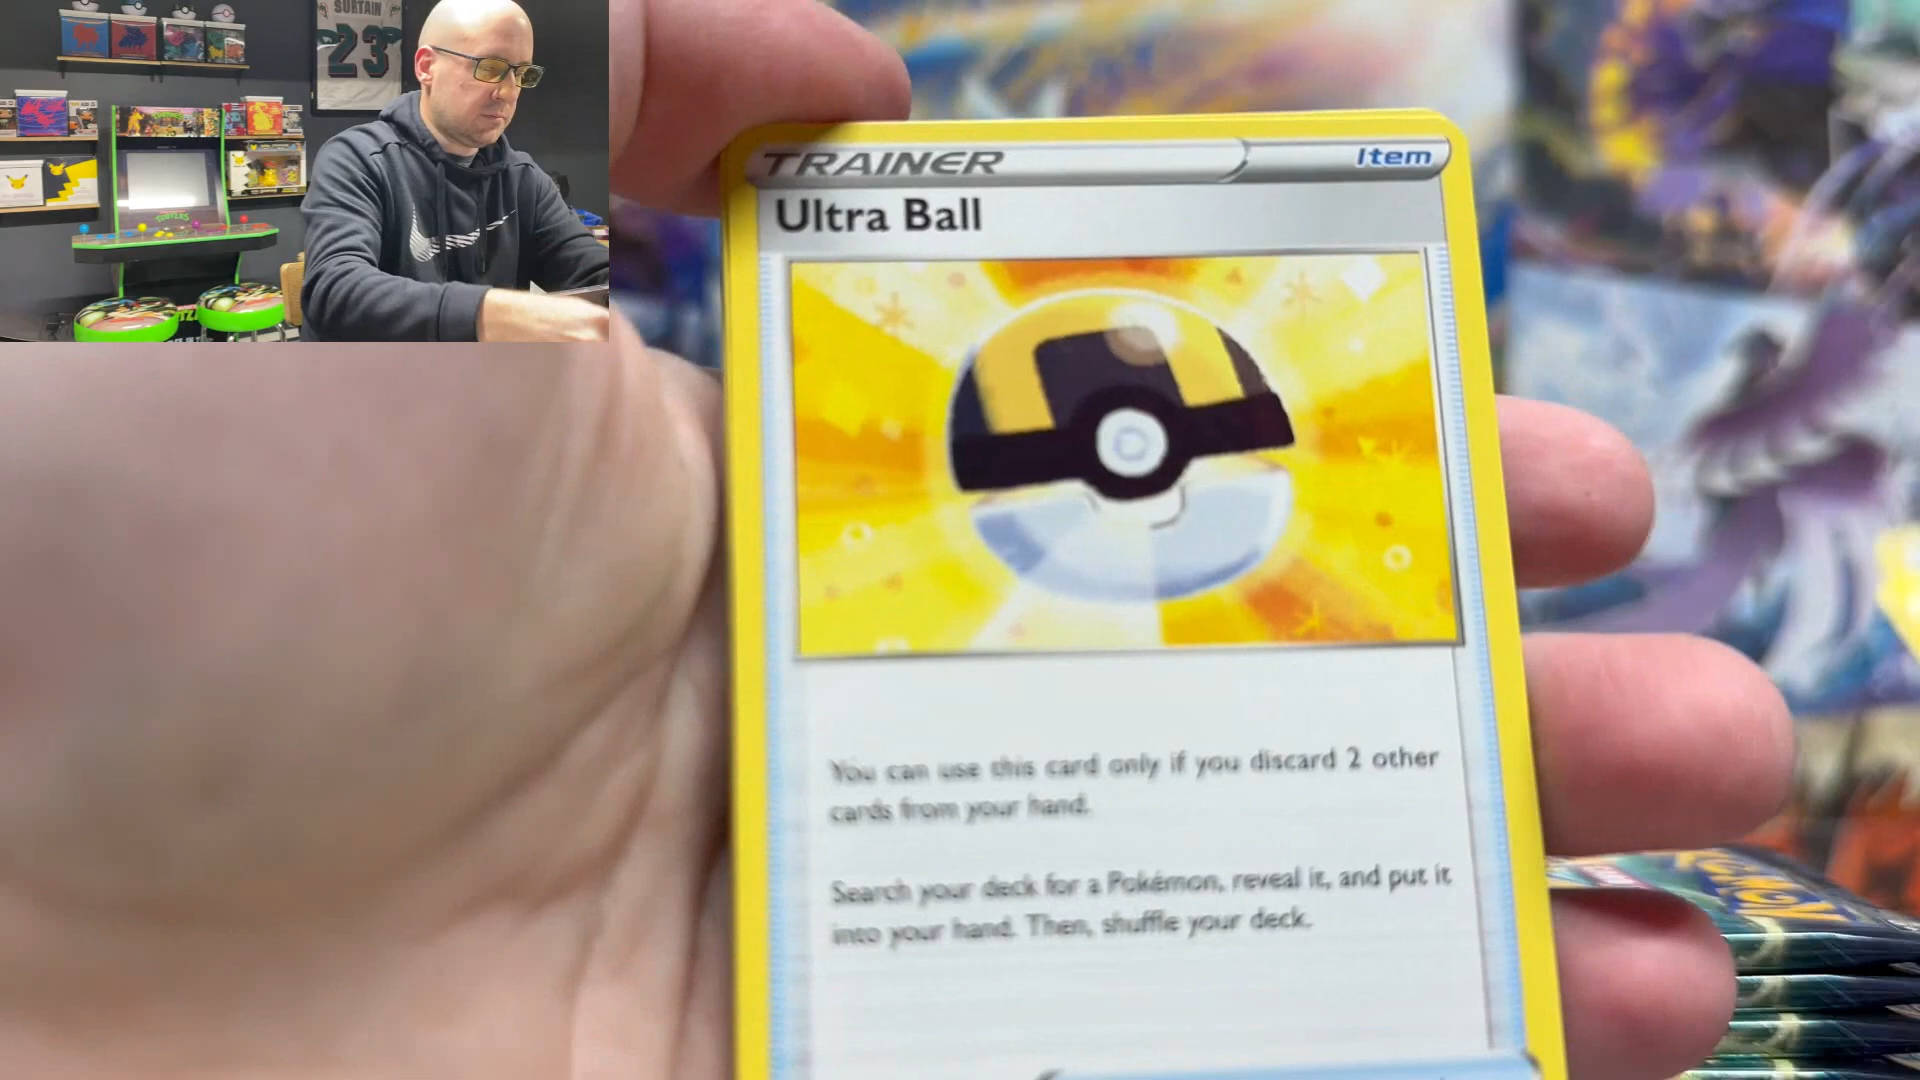 SURTAIN
23
TURTLES
TRAINER
Item
Ultra Ball
You can use this card only if you discard 2 other
cards from your hand.
Search your deck for a Pokémon, reveal it, and put it
into your hand. Then, shuffle your deck.